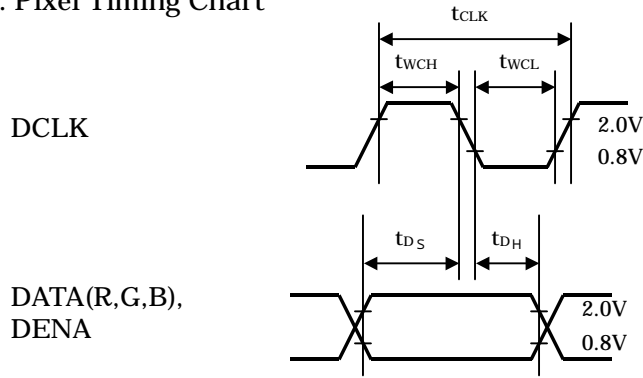 . Pixel Timing Chart
tCLK
tWCH tWCL
DCLK
2.0V
0.8V
tDS tDH
DATA(R,G,B),
DENA
2.0V
0.8V